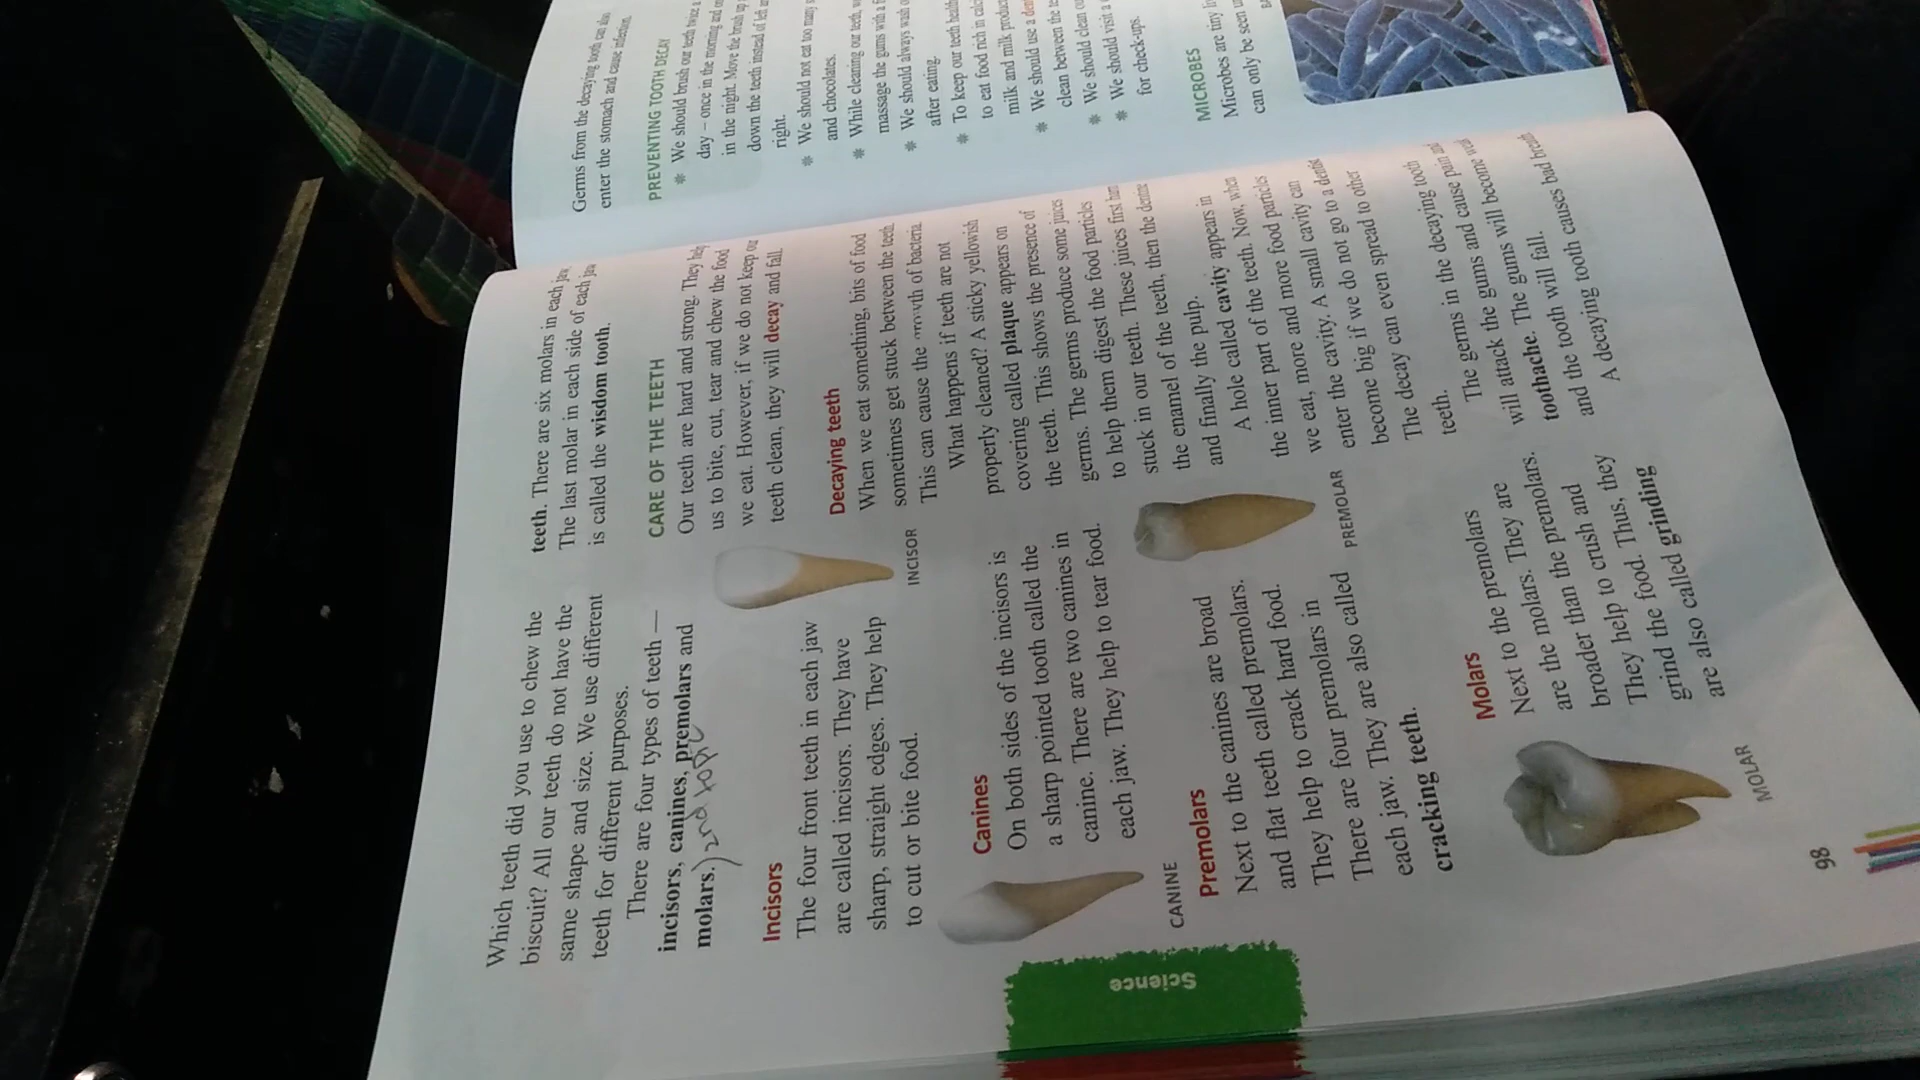 Which teeth did you use to chew the
biscuit? All our teeth do not have the
same shape and size. We use different
teeth for different purposes.
There are four types of teeth —
incisors, canines, premolars and
molars.) 2nd topic
Incisors
The four front teeth in each jaw
are called incisors. They have
sharp, straight edges. They help
to cut or bite food.
INCISOR
Canines
On both sides of the incisors is
a sharp pointed tooth called the
canine. There are two canines in
each jaw. They help to tear food.
CANINE
Premolars
Next to the canines are broad
and flat teeth called premolars.
They help to crack hard food.
There are four premolars in
each jaw. They are also called
cracking teeth.
PREMOLAR
Molars
Next to the premolars
are the molars. They are
broader than the premolars.
They help to crush and
grind the food. Thus, they
are also called grinding
MOLAR
98
Science
teeth. There are six molars in each jaw.
The last molar in each side of each jaw
is called the wisdom tooth.
CARE OF THE TEETH
Our teeth are hard and strong. They help
us to bite, cut, tear and chew the food
we eat. However, if we do not keep our
teeth clean, they will decay and fall.
Decaying teeth
When we eat something, bits of food
sometimes get stuck between the teeth.
This can cause the growth of bacteria.
What happens if teeth are not
properly cleaned? A sticky yellowish
covering called plaque appears on
the teeth. This shows the presence of
germs. The germs produce some juices
to help them digest the food particles
stuck in our teeth. These juices first harm
the enamel of the teeth, then the dentine
and finally the pulp.
A hole called cavity appears in
the inner part of the teeth. Now, when
we eat, more and more food particles
enter the cavity. A small cavity can
become big if we do not go to a dentist
The decay can even spread to other
teeth.
The germs in the decaying tooth
will attack the gums and cause pain and
toothache. The gums will become weak
and the tooth will fall.
A decaying tooth causes bad breath
Germs from the decaying tooth can also
enter the stomach and cause infection.
PREVENTING TOOTH DECAY
* We should brush our teeth twice a
day – once in the morning and
in the night. Move the brush up
down the teeth instead of left
right.
* We should not eat too many
and chocolates.
* While cleaning our teeth,
massage the gums with a
* We should always wash
after eating.
* To keep our teeth
to eat food rich in
milk and milk
* We should use a
clean between the
* We should clean
* We should visit a
for check-ups.
MICROBES
Microbes are tiny
can only be seen